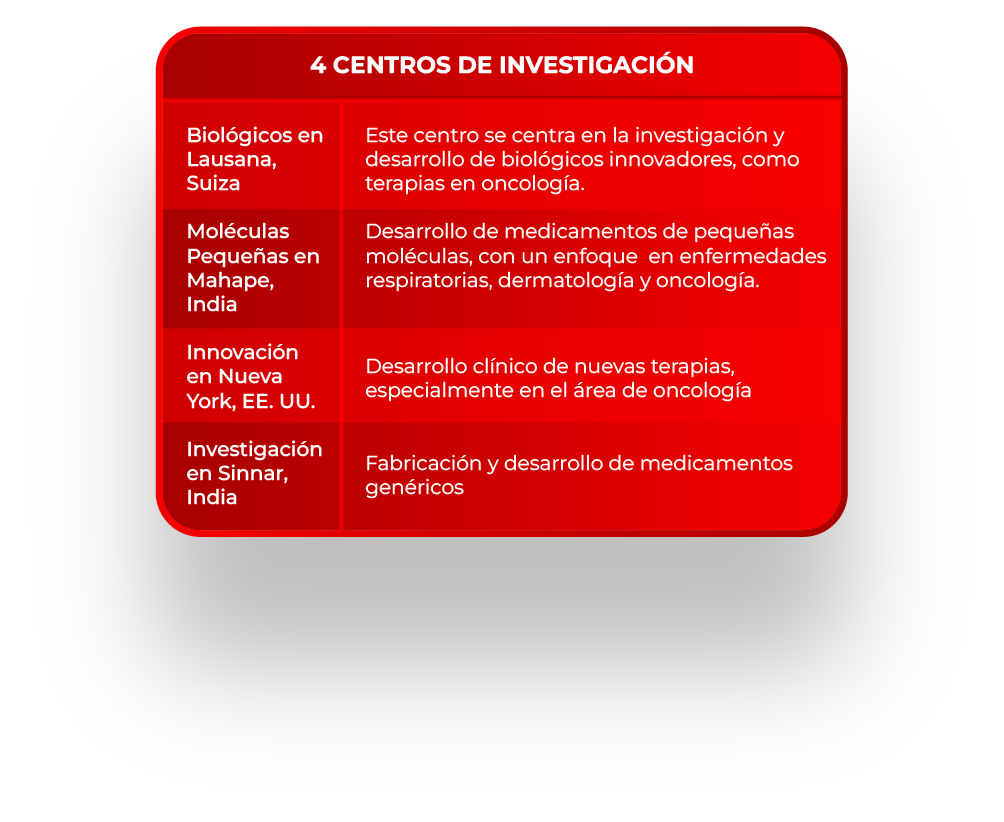 4 CENTROS DE INVESTIGACIÓN
Biológicos en
Lausana,
Suiza
Este centro se centra en la investigación y
desarrollo de biológicos innovadores, como
terapias en oncología.
Moléculas
Pequeñas en
Mahape,
India
Desarrollo de medicamentos de pequeñas
moléculas, con un enfoque  en enfermedades
respiratorias, dermatología y oncología.
Innovación
en Nueva
York, EE. UU.
Desarrollo clínico de nuevas terapias,
especialmente en el área de oncología
Investigación
en Sinnar,
India
Fabricación y desarrollo de medicamentos
genéricos